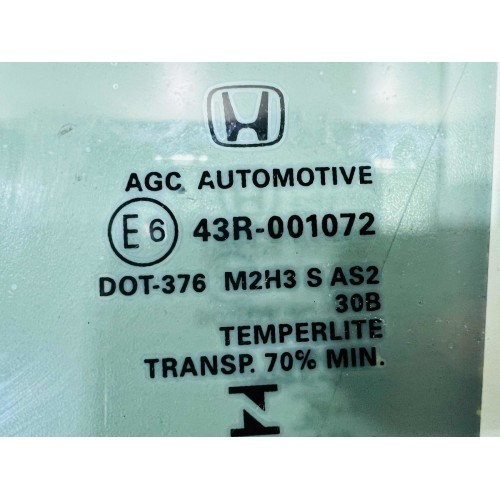 AGC AUTOMOTIVE
E6 43R-001072
DOT-376 M2H3 S AS2
30B
TEMPERLITE
TRANSP. 70% MIN.